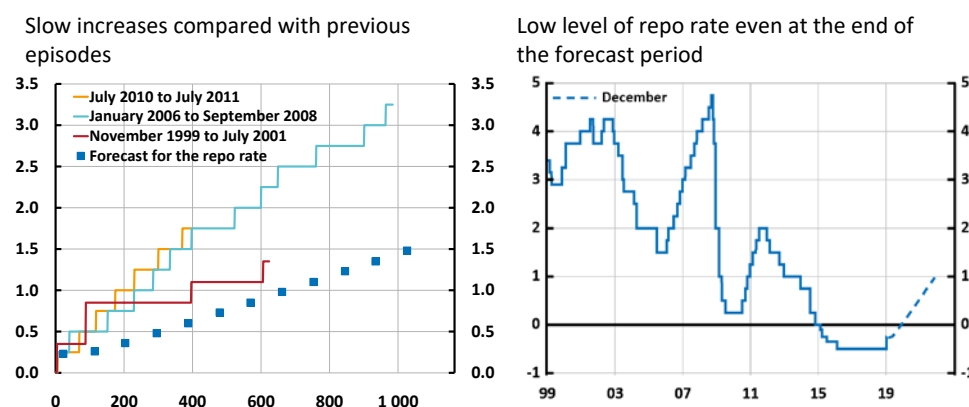 Slow increases compared with previous
episodes
3.5 3.5
July 2010 to July 2011
January 2006 to September 2008
November 1999 to July 2001
Forecast for the repo rate
3.0 3.0
2.5 2.5
2.0 2.0
1.5 1.5
1.0 1.0
0.5 0.5
0.0 0.0
0 200 400 600 800 1 000
Low level of repo rate even at the end of
the forecast period
5 5
December
4 4
3 3
2 2
1 1
0 0
-1 -1
99 03 07 11 15 19